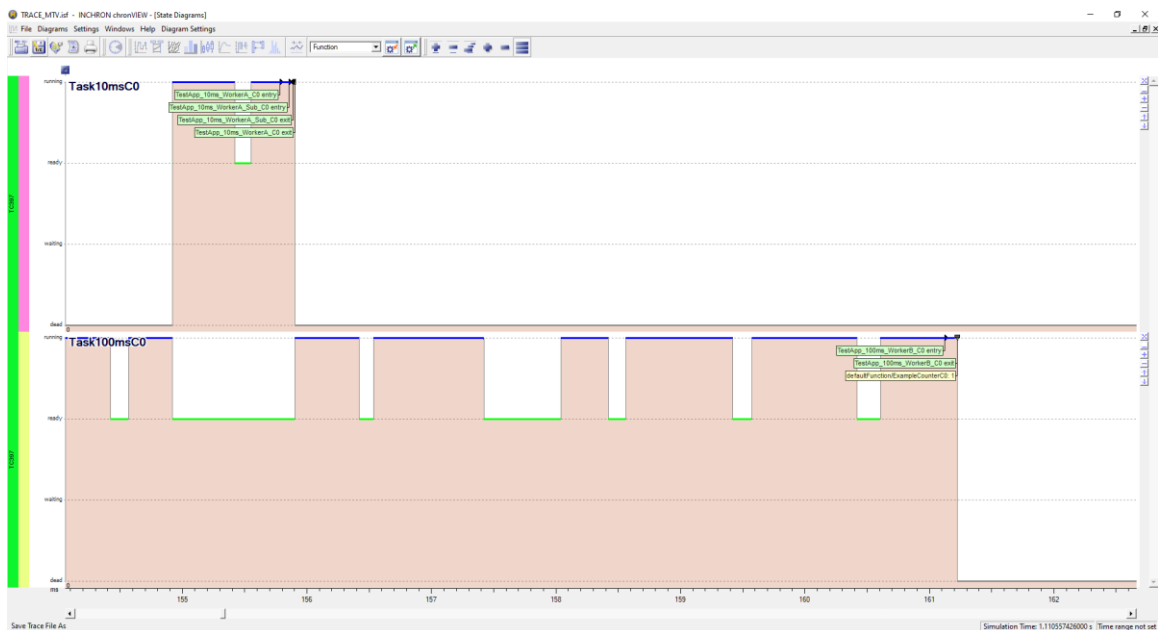 TRACE_MTV.isf - INCHRON chronVIEW - [State Diagrams]
File Diagrams Settings Windows Help Diagram Settings
Function
running
Task10msC0
TestApp_10ms_WorkerA_C0 entry
TestApp_10ms_WorkerA_Sub_C0 entry
TestApp_10ms_WorkerA_Sub_C0 exit
TestApp_10ms_WorkerA_C0 exit
ready
waiting
dead
0
running
Task100msC0
TestApp_100ms_WorkerB_C0 entry
TestApp_100ms_WorkerB_C0 exit
defaultFunction/ExampleCounterC0: 1
ready
waiting
dead
0
ms
155 156 157 158 159 160 161 162
Save Trace File As
Simulation Time: 1.110557426000 s Time range not set